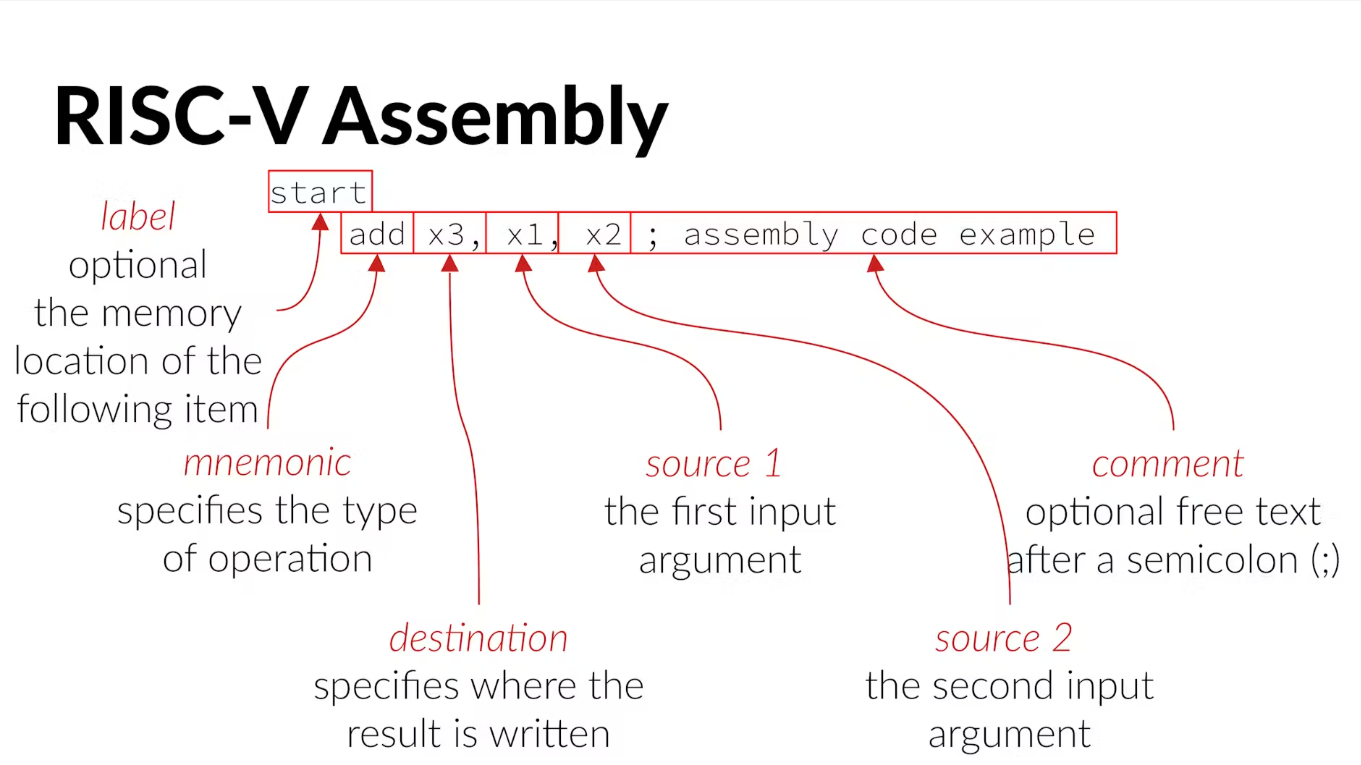 RISC-V Assembly
start
add x3, x1, x2 ; assembly code example
label
optional
the memory
location of the
following item
mnemonic
specifies the type
of operation
destination
specifies where the
result is written
source 1
the first input
argument
source 2
the second input
argument
comment
optional free text
after a semicolon (;)